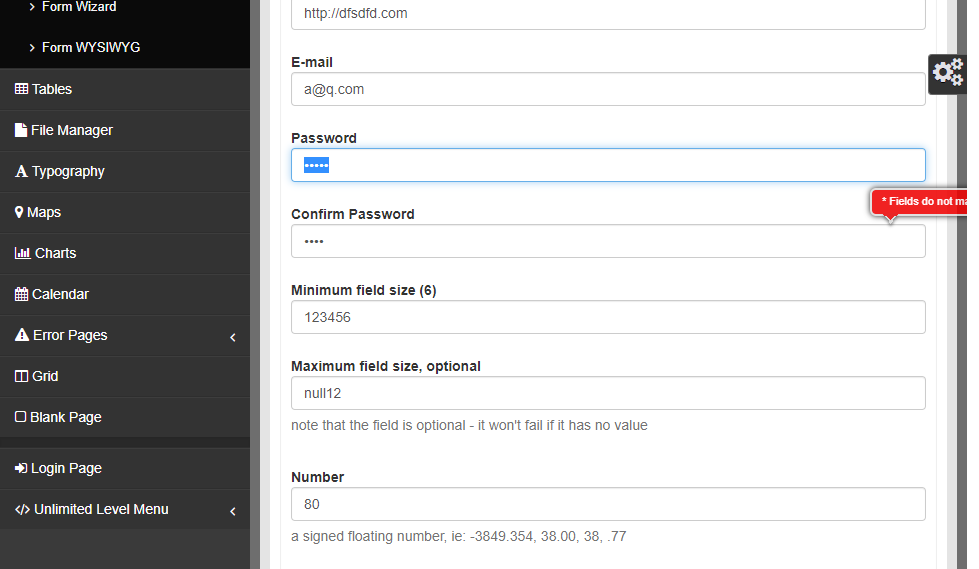 Form Wizard
Form WYSIWYG
Tables
File Manager
Typography
Maps
Charts
Calendar
Error Pages
Grid
Blank Page
Login Page
Unlimited Level Menu
http://dfsdfd.com
E-mail
a@q.com
Password
•••••
* Fields do not
Confirm Password
••••
Minimum field size (6)
123456
Maximum field size, optional
null12
note that the field is optional - it won't fail if it has no value
Number
80
a signed floating number, ie: -3849.354, 38.00, 38, .77